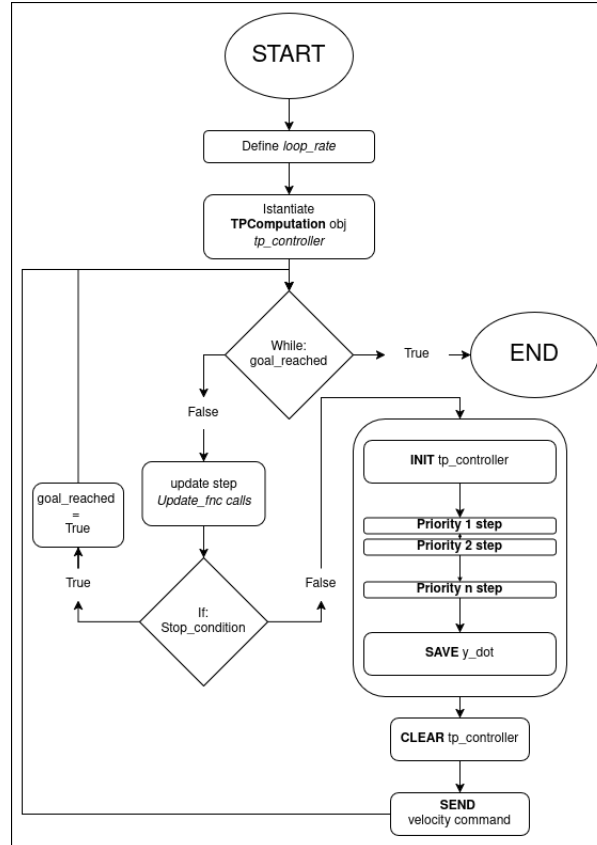 START
Define loop_rate
Istantiate
TPComputation obj
tp_controller
While:
goal_reached
True
END
False
update step
Update_fnc calls
goal_reached
=
True
True
If:
Stop_condition
False
INIT tp_controller
Priority 1 step
Priority 2 step
Priority n step
SAVE y_dot
CLEAR tp_controller
SEND
velocity command